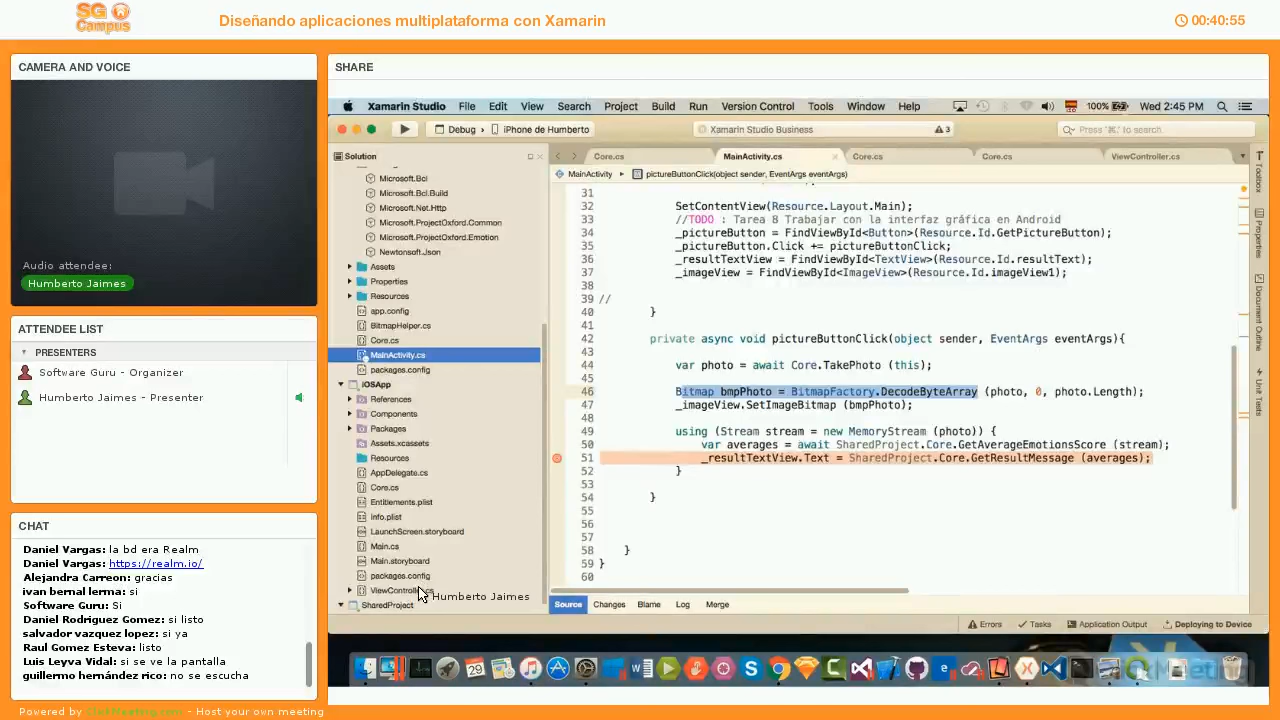 SG Campus
Diseñando aplicaciones multiplataforma con Xamarin
00:40:55
CAMERA AND VOICE
Audio attendee:
Humberto Jaimes
ATTENDEE LIST
PRESENTERS
Software Guru - Organizer
Humberto Jaimes - Presenter
CHAT
Daniel Vargas: la bd era Realm
Daniel Vargas: https://realm.io/
Alejandra Carreon: gracias
ivan bernal lerma: si
Software Guru: Si
Daniel Rodriguez Gomez: si listo
salvador vazquez lopez: si ya
Raul Gomez Esteva: listo
Luis Leyva Vidal: si se ve la pantalla
guillermo hernández rico: no se escucha
Powered by ClickMeeting.com - Host your own meeting
SHARE
Xamarin Studio File Edit View Search Project Build Run Version Control Tools Window Help 100% Wed 2:45 PM
Debug > iPhone de Humberto
Xamarin Studio Business 3
Press '⌘.' to search
Solution
Microsoft.Bcl
Microsoft.Bcl.Build
Microsoft.Net.Http
Microsoft.ProjectOxford.Common
Microsoft.ProjectOxford.Emotion
Newtonsoft.Json
Assets
Properties
Resources
app.config
BitmapHelper.cs
Core.cs
MainActivity.cs
packages.config
iOSApp
References
Components
Packages
Assets.xcassets
Resources
AppDelegate.cs
Core.cs
Entitlements.plist
Info.plist
LaunchScreen.storyboard
Main.cs
Main.storyboard
packages.config
ViewController.cs
Humberto Jaimes
SharedProject
Core.cs MainActivity.cs Core.cs Core.cs ViewController.cs
MainActivity pictureButtonClick(object sender, EventArgs eventArgs)
31
32 SetContentView(Resource.Layout.Main);
33 //TODO : Tarea 8 Trabajar con la interfaz gráfica en Android
34 _pictureButton = FindViewById<Button>(Resource.Id.GetPictureButton);
35 _pictureButton.Click += pictureButtonClick;
36 _resultTextView = FindViewById<TextView>(Resource.Id.resultText);
37 _imageView = FindViewById<ImageView>(Resource.Id.imageView1);
38
39 //
40 }
41
42 private async void pictureButtonClick(object sender, EventArgs eventArgs){
43
44 var photo = await Core.TakePhoto (this);
45
46 Bitmap bmpPhoto = BitmapFactory.DecodeByteArray (photo, 0, photo.Length);
47 _imageView.SetImageBitmap (bmpPhoto);
48
49 using (Stream stream = new MemoryStream (photo)) {
50 var averages = await SharedProject.Core.GetAverageEmotionsScore (stream);
51 _resultTextView.Text = SharedProject.Core.GetResultMessage (averages);
52 }
53
54 }
55
56
57
58 }
59 }
60
Source Changes Blame Log Merge
Errors Tasks Application Output Deploying to Device
Toolbox
Properties
Document Outline
Unit Tests